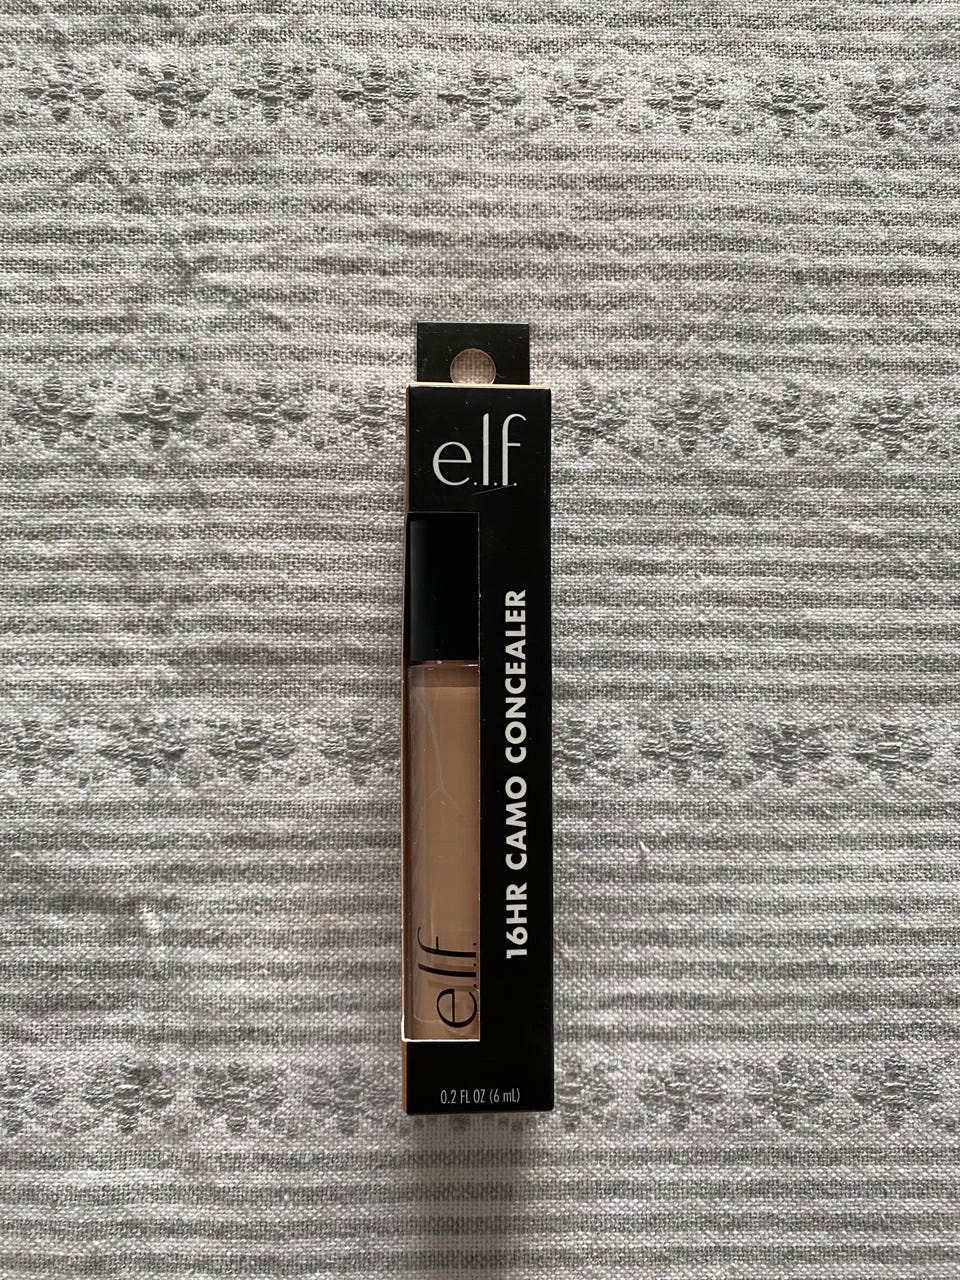 e.l.f.
16HR CAMO CONCEALER
e.l.f.
0.2 FL OZ (6 mL)